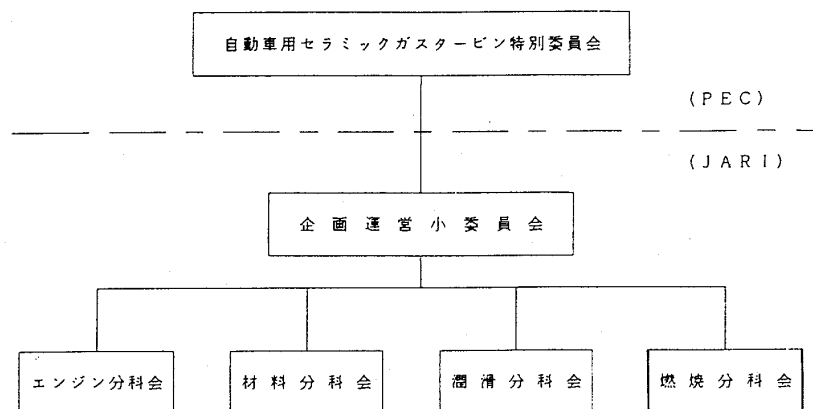 自動車用セラミックガスタービン特別委員会
(PEC)
(JARI)
企画運営小委員会
エンジン分科会
材料分科会
潤滑分科会
燃焼分科会